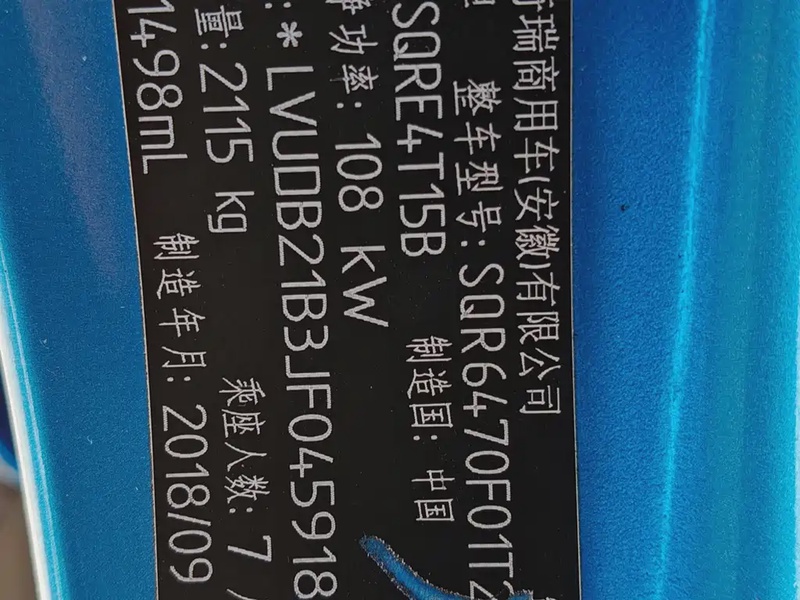 瑞商用车(安徽)有限公司
整车型号:SQR6470F01T2
SQRE4T15B 制造国:中国
净功率:108 kW
:*LVUDB21B3JF045918
量:2115 kg 乘座人数:7
1498mL 制造年月:2018/09